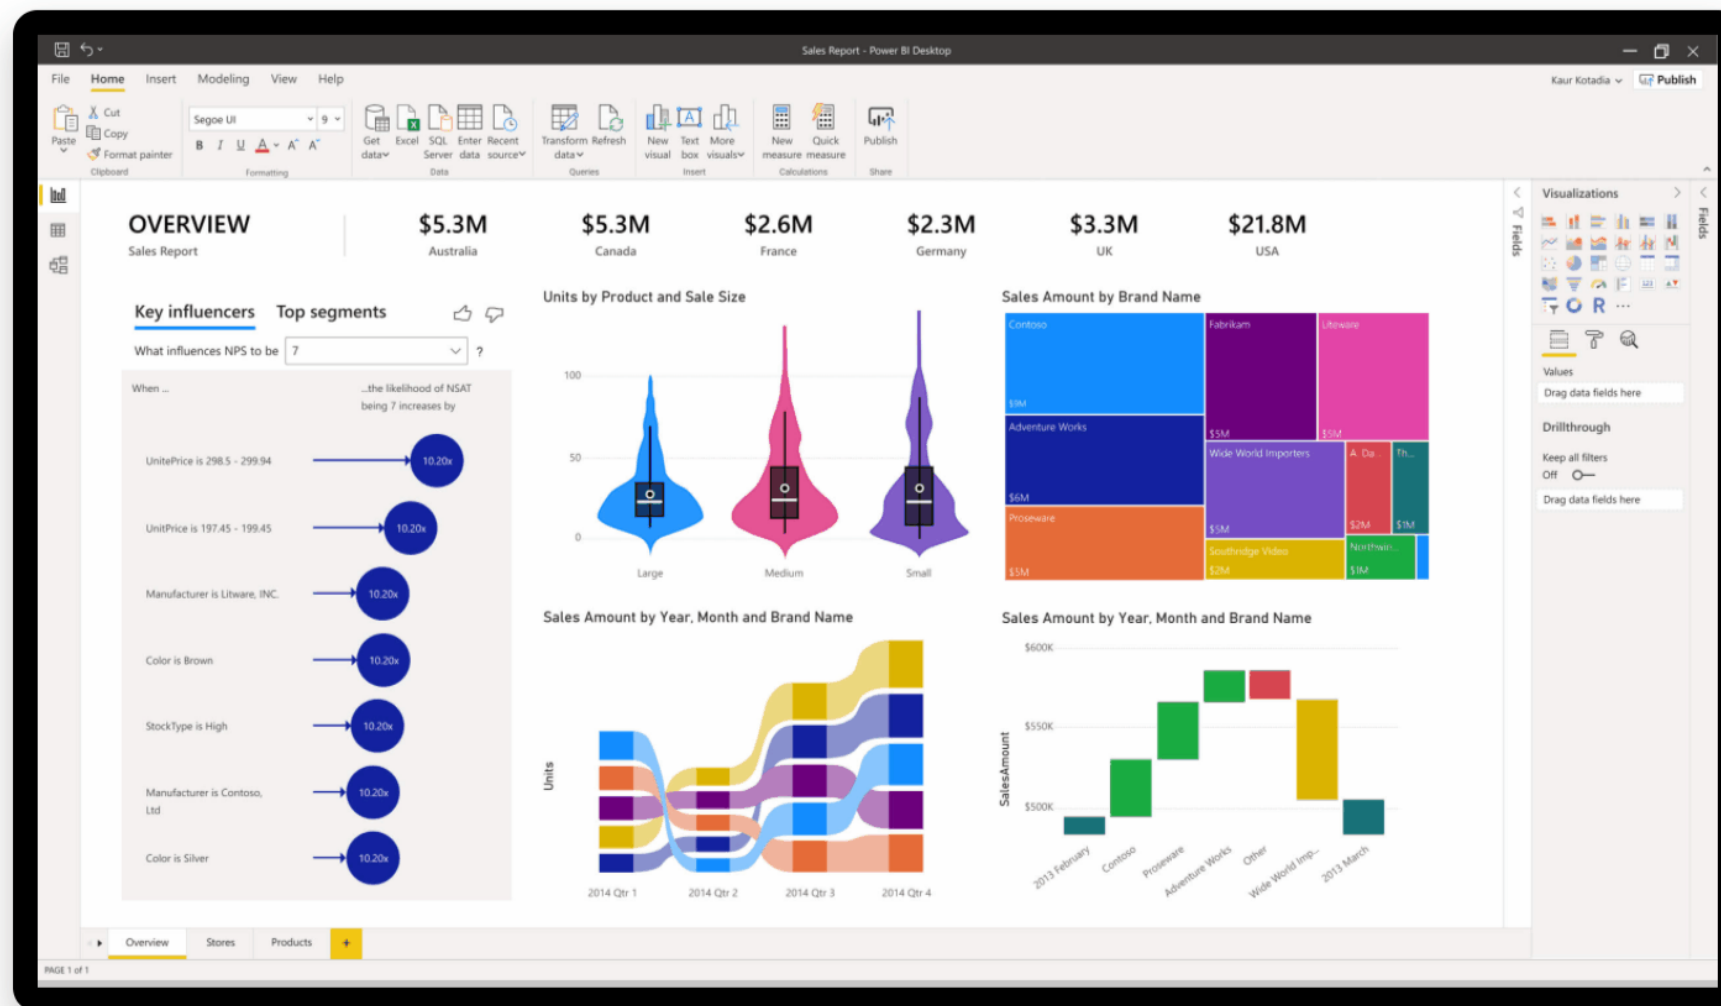 Sales Report - Power BI Desktop
File Home Insert Modeling View Help
Kaur Kotadia
Publish
Paste
Cut
Copy
Format painter
Clipboard
Segoe UI 9
B I U A A A
Formatting
Get data
Excel
SQL Server
Enter data
Recent source
Data
Transform data
Refresh
Queries
New visual
Text box
More visuals
Insert
New measure
Quick measure
Calculations
Publish
Share
OVERVIEW
Sales Report
$5.3M
Australia
$5.3M
Canada
$2.6M
France
$2.3M
Germany
$3.3M
UK
$21.8M
USA
Key influencers Top segments
What influences NPS to be 7 ?
When ...
...the likelihood of NSAT
being 7 increases by
UnitePrice is 298.5 - 299.94 10.20x
UnitPrice is 197.45 - 199.45 10.20x
Manufacturer is Litware, INC. 10.20x
Color is Brown 10.20x
StockType is High 10.20x
Manufacturer is Contoso,
Ltd
10.20x
Color is Silver 10.20x
Units by Product and Sale Size
100
50
0
Large Medium Small
Sales Amount by Brand Name
Contoso
$9M
Adventure Works
$6M
Proseware
$5M
Fabrikam
$5M
Liteware
$5M
Wide World Importers
$5M
A. Da...
$2M
Th...
$1M
Southridge Video
$2M
Northwin...
$1M
Sales Amount by Year, Month and Brand Name
Units
2014 Qtr 1 2014 Qtr 2 2014 Qtr 3 2014 Qtr 4
Sales Amount by Year, Month and Brand Name
$600K
$550K
$500K
SalesAmount
2013 February
Contoso
Proseware
Adventure Works
Other
Wide World Imp...
2013 March
Fields
Visualizations
R ...
Values
Drag data fields here
Drillthrough
Keep all filters
Off
Drag data fields here
Fields
Overview Stores Products +
PAGE 1 of 1